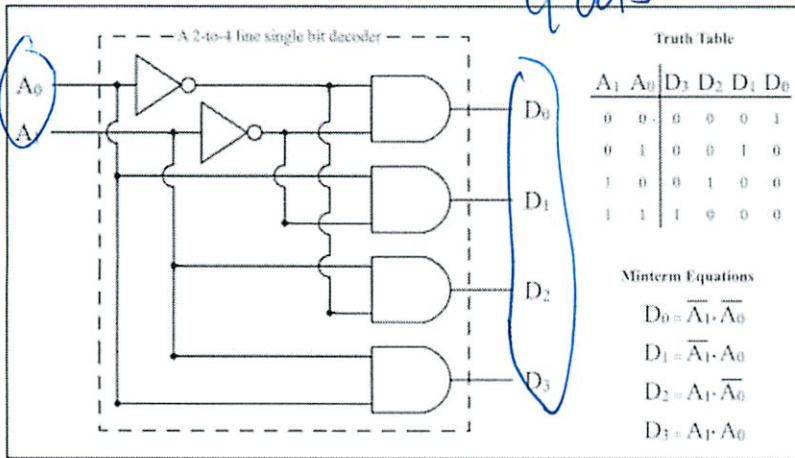 A 2-to-4 line single bit decoder
A₀
A₁
D₀
D₁
D₂
D₃
Truth Table
A₁ A₀ D₃ D₂ D₁ D₀
0 0 0 0 0 1
0 1 0 0 1 0
1 0 0 1 0 0
1 1 1 0 0 0
Minterm Equations
D₀ = A̅₁ · A̅₀
D₁ = A̅₁ · A₀
D₂ = A₁ · A̅₀
D₃ = A₁ · A₀